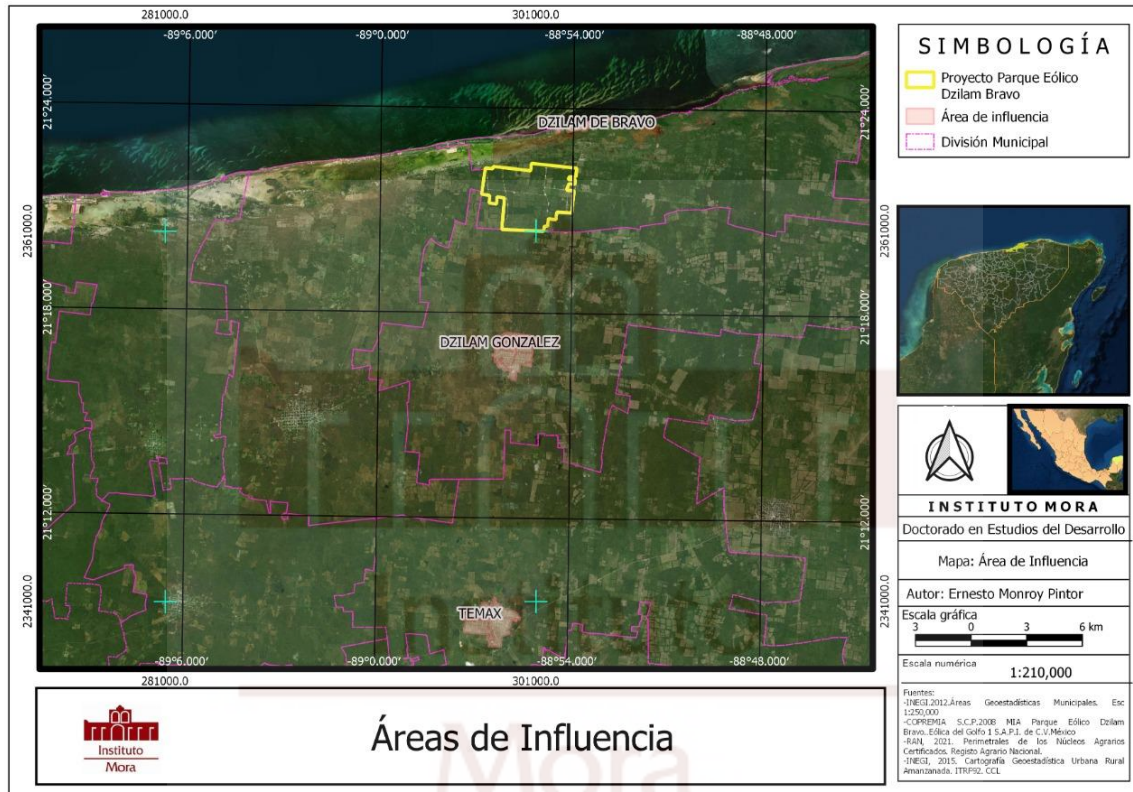 281000.0
301000.0
-89°6.000'
-89°0.000'
-88°54.000'
-88°48.000'
21°24.000'
21°24.000'
DZILAM DE BRAVO
2361000.0
2361000.0
21°18.000'
21°18.000'
DZILAM GONZALEZ
21°12.000'
21°12.000'
2341000.0
2341000.0
TEMAX
-89°6.000'
-89°0.000'
-88°54.000'
-88°48.000'
281000.0
301000.0
SIMBOLOGÍA
Proyecto Parque Eólico
Dzilam Bravo
Área de influencia
División Municipal
INSTITUTO MORA
Doctorado en Estudios del Desarrollo
Mapa: Área de Influencia
Autor: Ernesto Monroy Pintor
Escala gráfica
3 0 3 6 km
Escala numérica
1:210,000
Fuentes:
-INEGI.2012.Áreas Geoestadísticas Municipales. Esc
1:250,000
-COPREMIA S.C.P.2008 MIA Parque Eólico Dzilam
Bravo..Eólica del Golfo 1 S.A.P.I. de C.V.México
-RAN, 2021. Perimetrales de los Núcleos Agrarios
Certificados. Registo Agrario Nacional.
-INEGI, 2015. Cartografía Geoestadística Urbana Rural
Amanzanada. ITRF92. CCL
Instituto
Mora
Áreas de Influencia
Mora